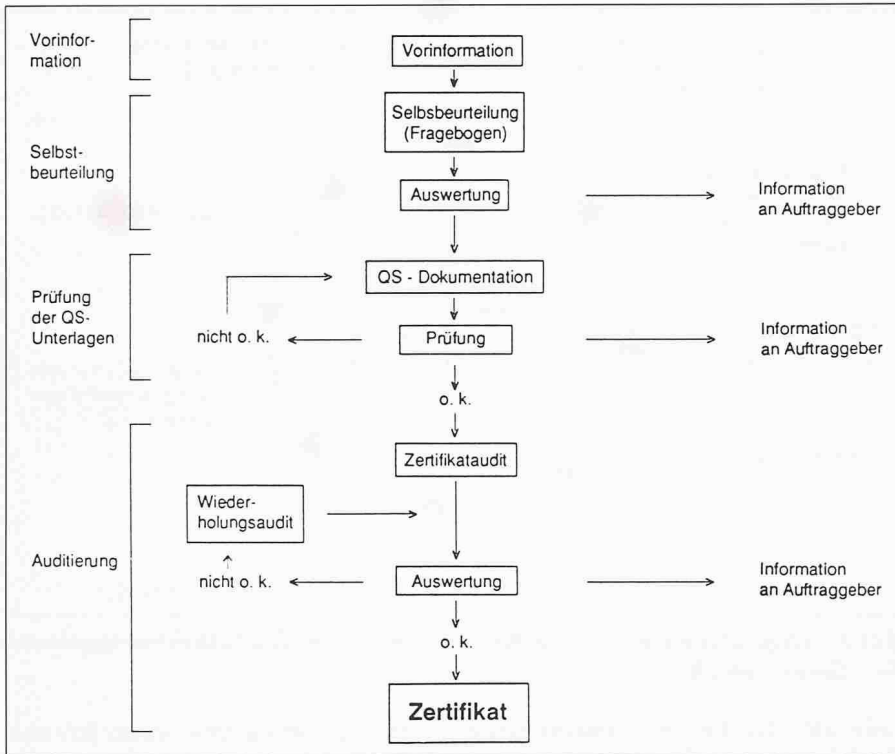 Vorinfor-
mation
Vorinformation
Selbsbeurteilung
(Fragebogen)
Selbst-
beurteilung
Auswertung
Information
an Auftraggeber
QS - Dokumentation
Prüfung
der QS-
Unterlagen
nicht o. k.
Prüfung
Information
an Auftraggeber
o. k.
Zertifikataudit
Wieder-
holungsaudit
Auditierung
nicht o. k.
Auswertung
Information
an Auftraggeber
o. k.
Zertifikat